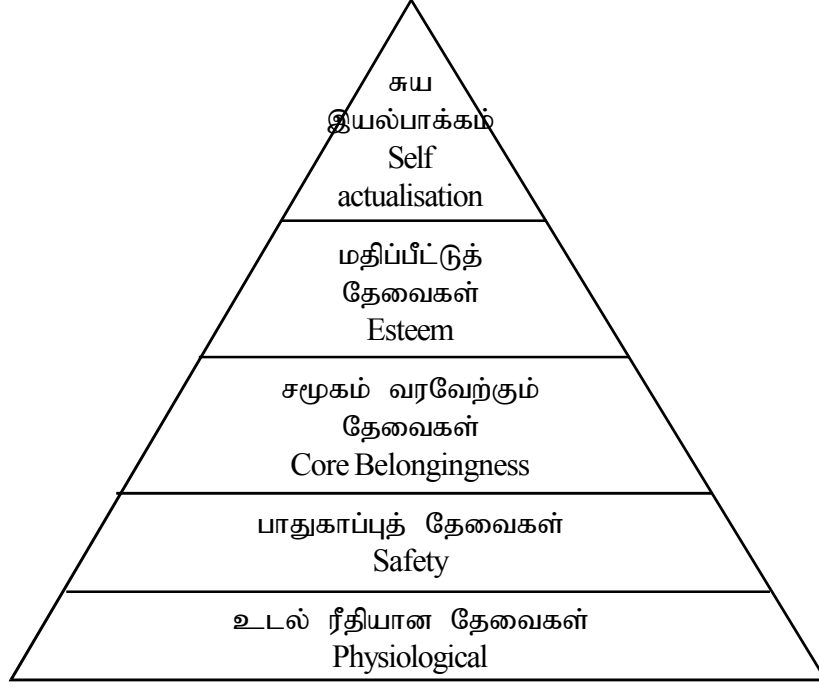 சுய
இயல்பாக்கம்
Self
actualisation
மதிப்பீட்டுத்
தேவைகள்
Esteem
சமூகம் வரவேற்கும்
தேவைகள்
Core Belongingness
பாதுகாப்புத் தேவைகள்
Safety
உடல் ரீதியான தேவைகள்
Physiological